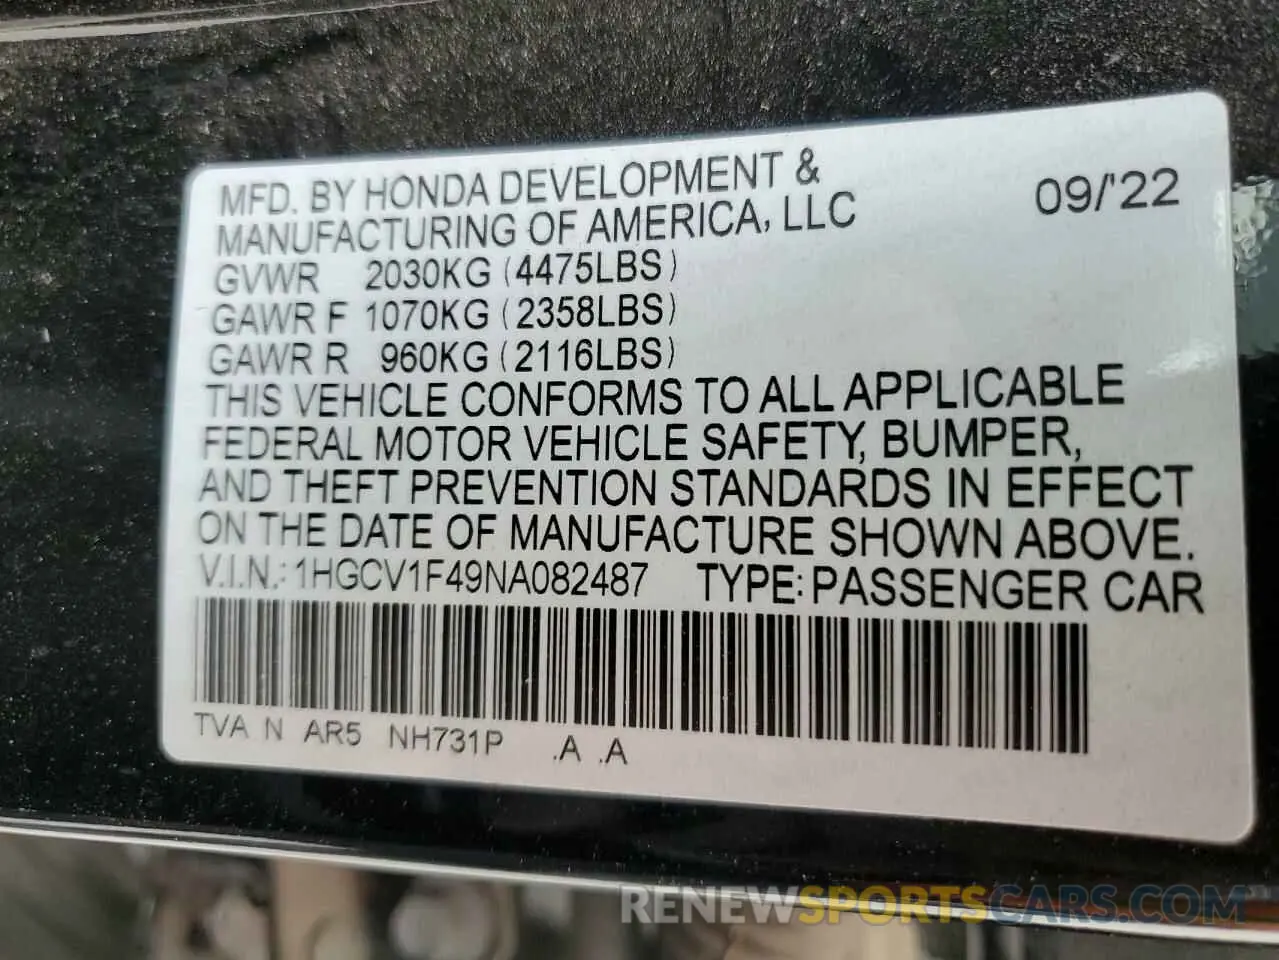 MFD. BY HONDA DEVELOPMENT & 09/'22
MANUFACTURING OF AMERICA, LLC
GVWR 2030KG (4475LBS)
GAWR F 1070KG (2358LBS)
GAWR R 960KG (2116LBS)
THIS VEHICLE CONFORMS TO ALL APPLICABLE
FEDERAL MOTOR VEHICLE SAFETY, BUMPER,
AND THEFT PREVENTION STANDARDS IN EFFECT
ON THE DATE OF MANUFACTURE SHOWN ABOVE.
V.I.N.: 1HGCV1F49NA082487 TYPE: PASSENGER CAR
TVA N AR5 NH731P .A .A
RENEWSPORTSCARS.COM